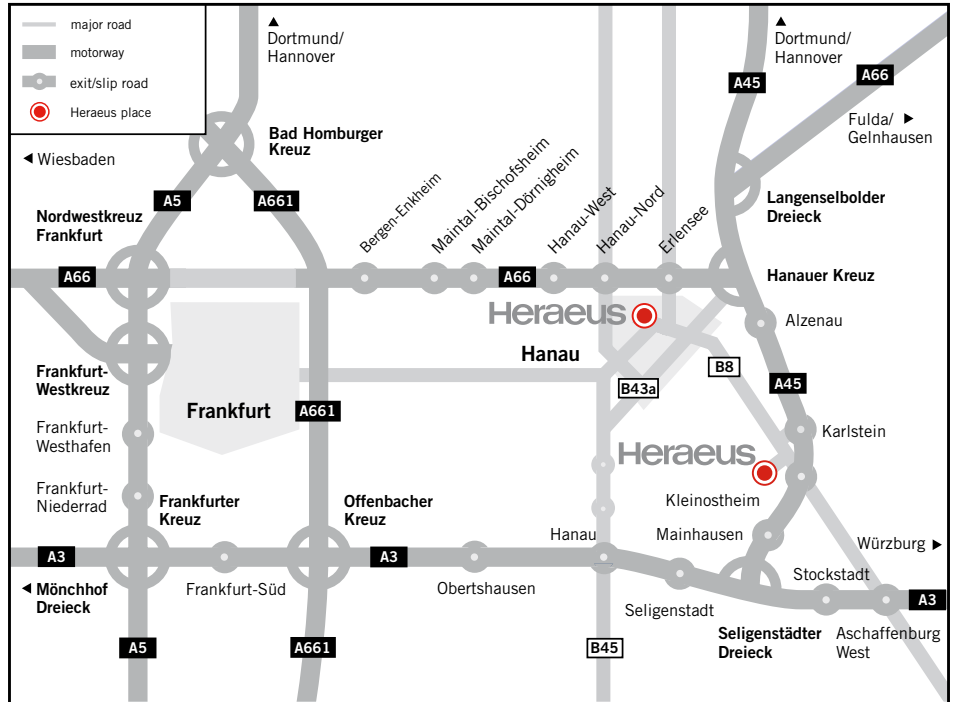 major road
motorway
exit/slip road
Heraeus place
Dortmund/
Hannover
Dortmund/
Hannover
A45
A66
Fulda/
Gelnhausen
Wiesbaden
Bad Homburger
Kreuz
A5
A661
Nordwestkreuz
Frankfurt
Bergen-Enkheim
Maintal-Bischofsheim
Maintal-Dörnigheim
Hanau-West
Hanau-Nord
Erlensee
Langenselbolder
Dreieck
A66
A66
Hanauer Kreuz
Heraeus
Alzenau
Hanau
Frankfurt-
Westkreuz
B8
B43a
A45
Frankfurt
A661
Frankfurt-
Westhafen
Karlstein
Heraeus
Frankfurt-
Niederrad
Frankfurter
Kreuz
Offenbacher
Kreuz
Kleinostheim
Hanau
Mainhausen
Würzburg
A3
A3
Mönchhof
Dreieck
Frankfurt-Süd
Obertshausen
Stockstadt
Seligenstadt
A3
A5
A661
B45
Seligenstädter
Dreieck
Aschaffenburg
West